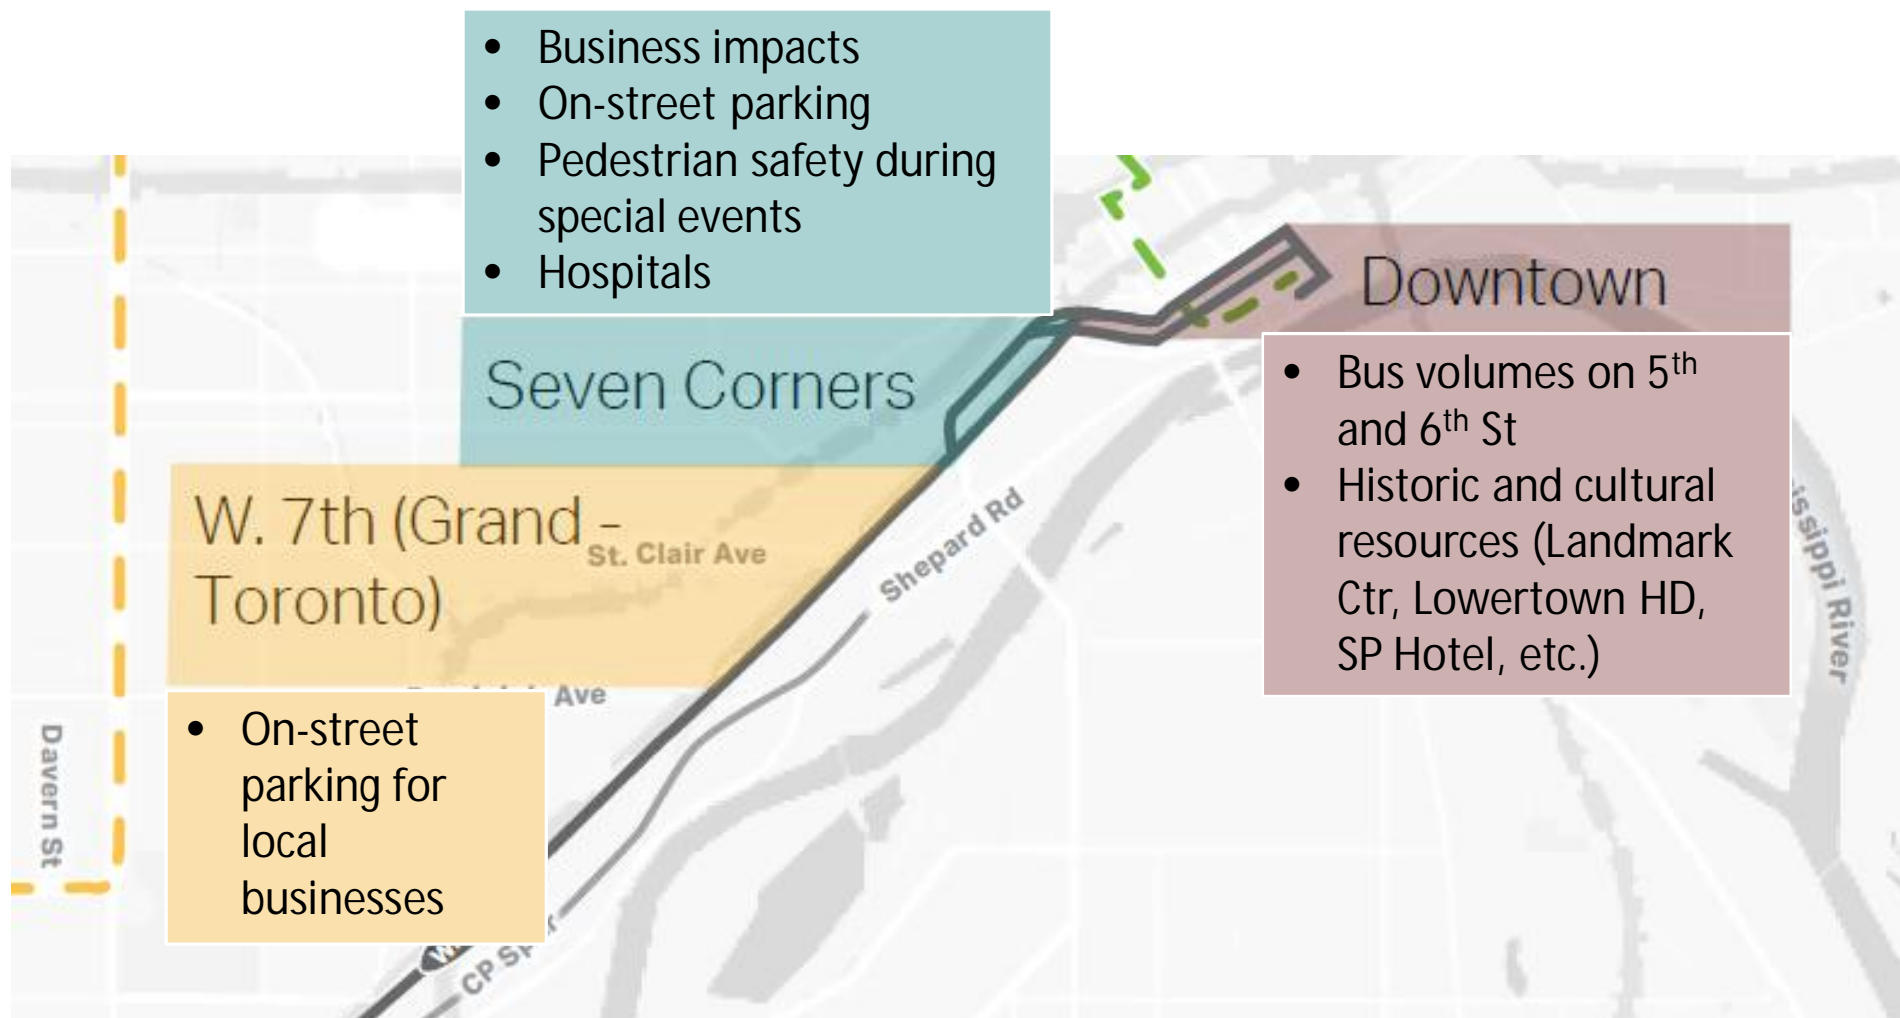 • Business impacts
• On-street parking
• Pedestrian safety during
special events
• Hospitals
Downtown
Seven Corners
• Bus volumes on 5th
and 6th St
• Historic and cultural
resources (Landmark
Ctr, Lowertown HD,
SP Hotel, etc.)
W. 7th (Grand -
Toronto)
St. Clair Ave
Shepard Rd
Ave
• On-street
parking for
local
businesses
Davern St
CP